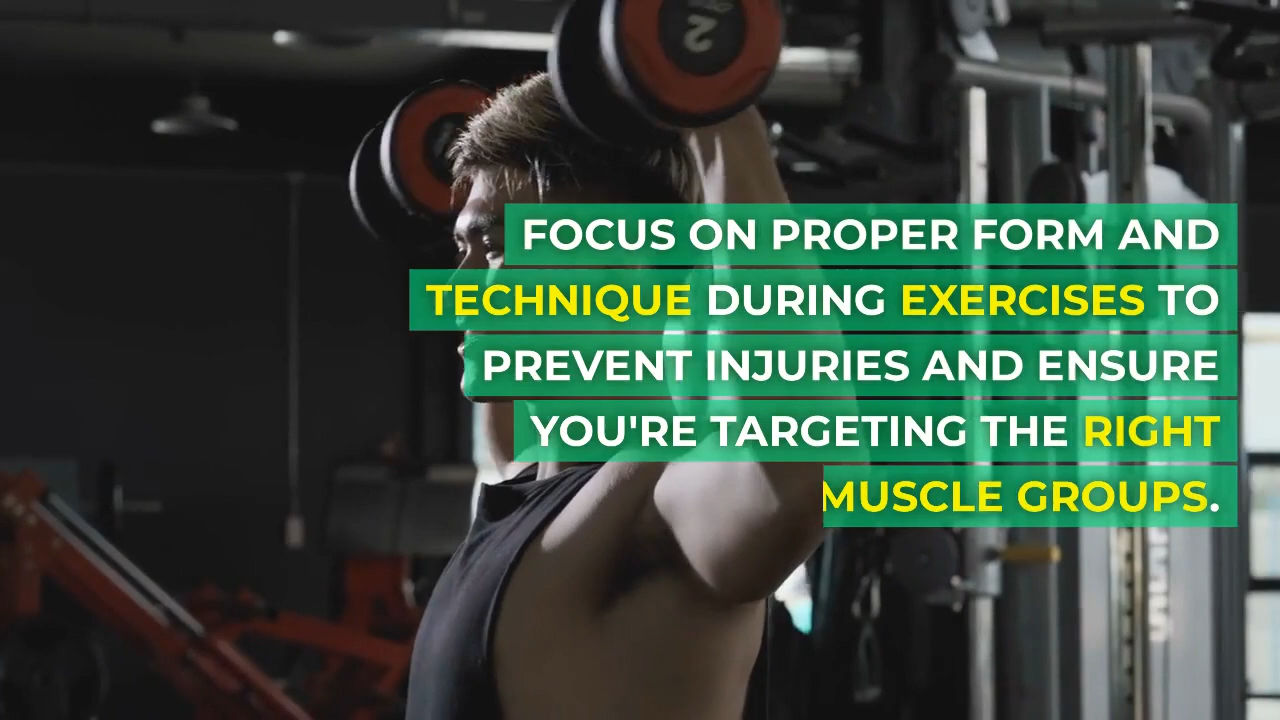 FOCUS ON PROPER FORM AND
TECHNIQUE DURING EXERCISES TO
PREVENT INJURIES AND ENSURE
YOU'RE TARGETING THE RIGHT
MUSCLE GROUPS.